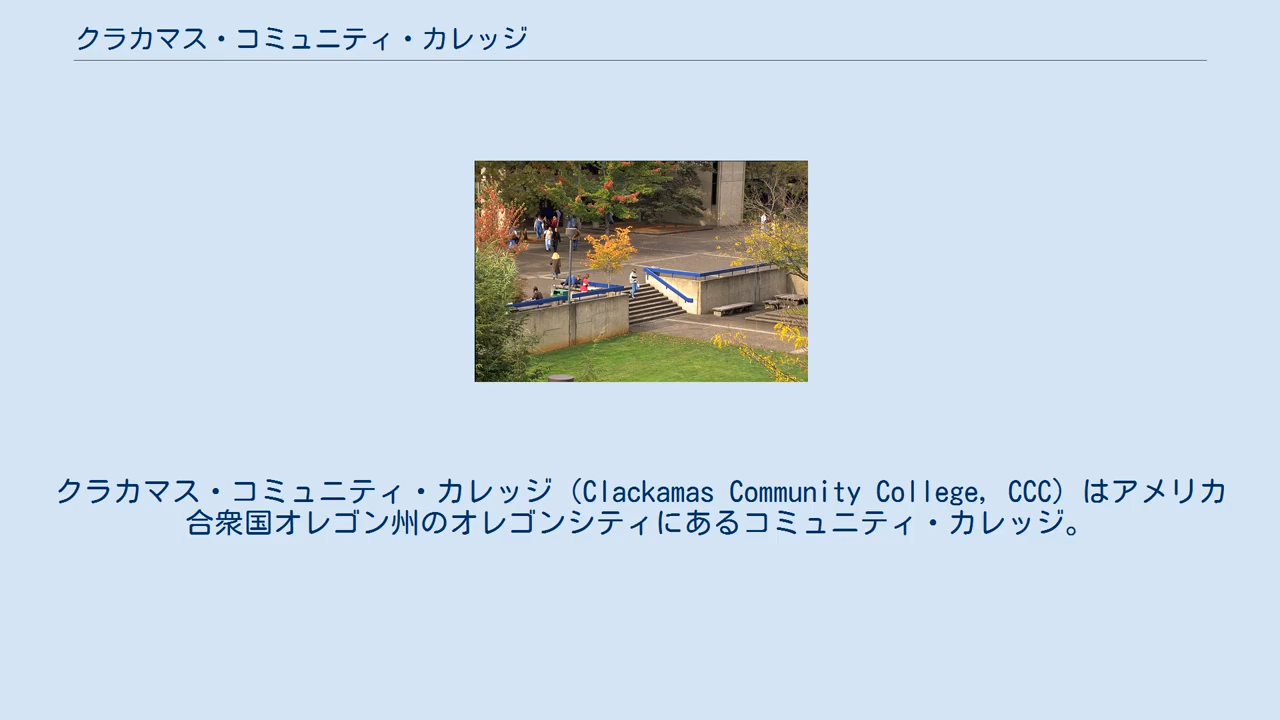 クラカマス・コミュニティ・カレッジ
クラカマス・コミュニティ・カレッジ（Clackamas Community College, CCC）はアメリカ
合衆国オレゴン州のオレゴンシティにあるコミュニティ・カレッジ。